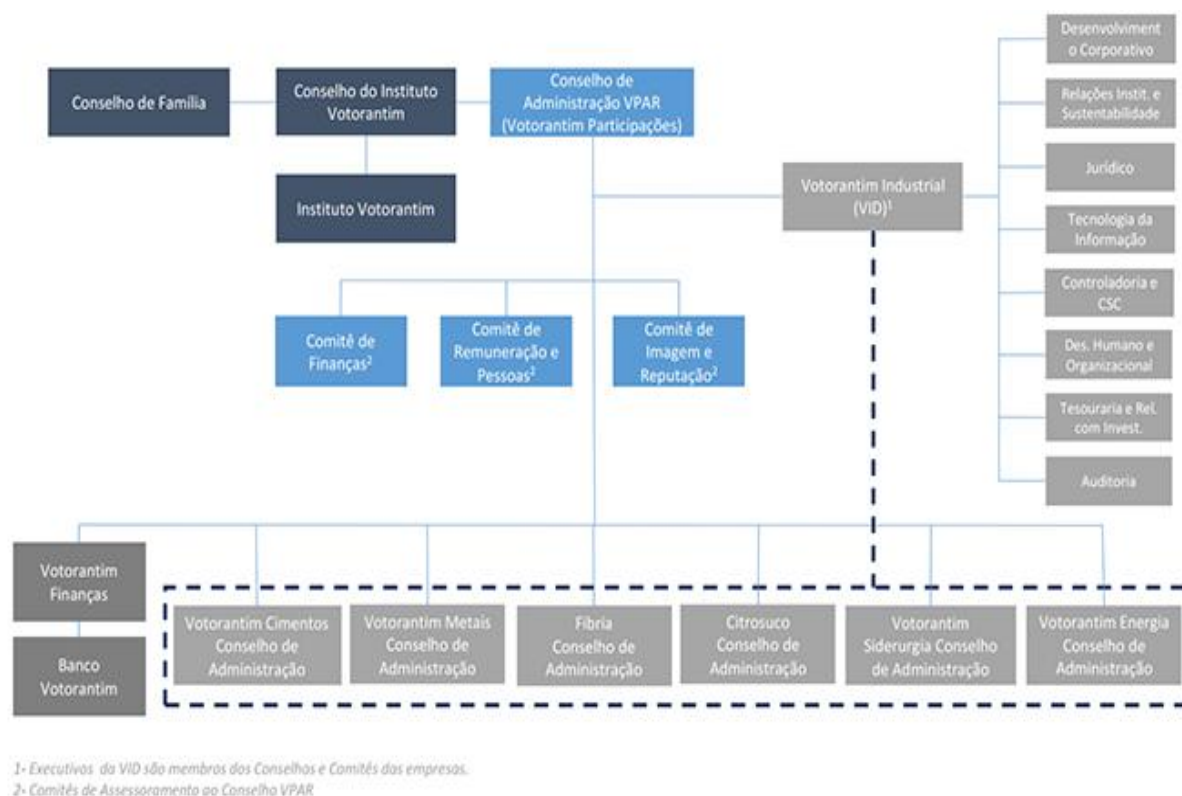 Conselho de Família
Conselho do Instituto
Votorantim
Conselho de
Administração VPAR
(Votorantim Participações)
Instituto Votorantim
Votorantim Industrial
(VID)¹
Desenvolviment
o Corporativo
Relações Instit. e
Sustentabilidade
Jurídico
Tecnologia da
Informação
Controladoria e
CSC
Des. Humano e
Organizacional
Tesouraria e Rel.
com Invest.
Auditoria
Comitê de
Finanças²
Comitê de
Remuneração e
Pessoas²
Comitê de
Imagem e
Reputação²
Votorantim
Finanças
Banco
Votorantim
Votorantim Cimentos
Conselho de
Administração
Votorantim Metais
Conselho de
Administração
Fibria
Conselho de
Administração
Citrosuco
Conselho de
Administração
Votorantim
Siderurgia Conselho
de Administração
Votorantim Energia
Conselho de
Administração
1- Executivos da VID são membros dos Conselhos e Comitês das empresas.
2- Comitês de Assessoramento ao Conselho VPAR